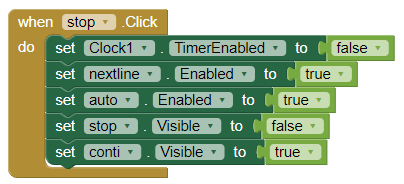 when stop .Click
do set Clock1 . TimerEnabled to false
set nextline . Enabled to true
set auto . Enabled to true
set stop . Visible to false
set conti . Visible to true